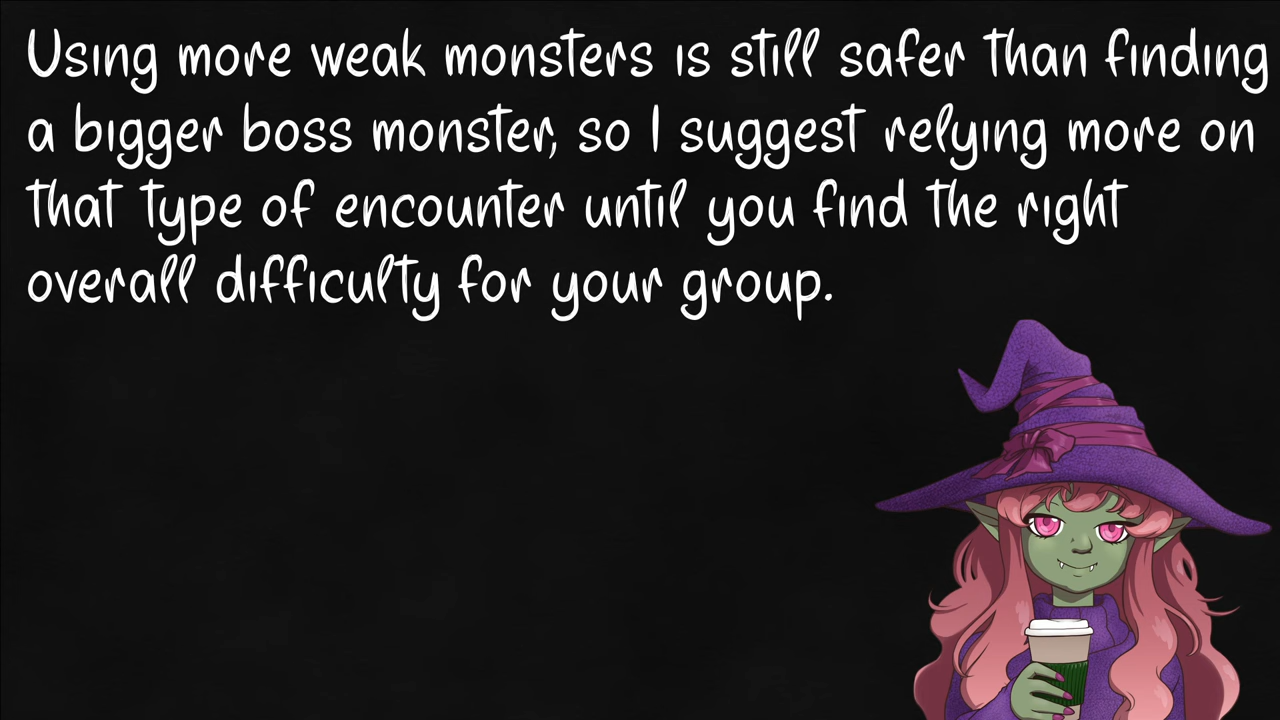 Using more weak monsters is still safer than finding
a bigger boss monster, so I suggest relying more on
that type of encounter until you find the right
overall difficulty for your group.